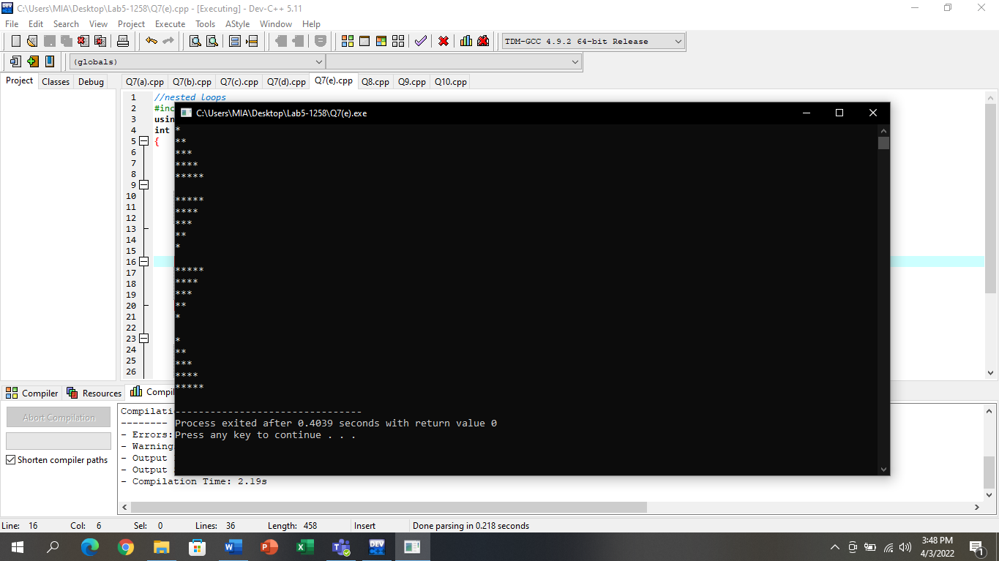 C:\Users\MIA\Desktop\Lab5-1258\Q7(e).cpp - [Executing] - Dev-C++ 5.11
File Edit Search View Project Execute Tools AStyle Window Help
TDM-GCC 4.9.2 64-bit Release
(globals)
Project Classes Debug
Q7(a).cpp Q7(b).cpp Q7(c).cpp Q7(d).cpp Q7(e).cpp Q8.cpp Q9.cpp Q10.cpp
1 //nested loops
2 #inc
3 usin
4 int
5 {
6
7
8
9
10
11
12
13
14
15
16
17
18
19
20
21
22
23
24
25
26
C:\Users\MIA\Desktop\Lab5-1258\Q7(e).exe
*
**
***
****
*****
*****
****
***
**
*
*****
****
***
**
*
*
**
***
****
*****
--------------------------------
Process exited after 0.4039 seconds with return value 0
Press any key to continue . . .
Compiler Resources Compil
Abort Compilation
Shorten compiler paths
Compilati
--------
- Errors:
- Warning
- Output
- Output
- Compilation Time: 2.19s
Line: 16 Col: 6 Sel: 0 Lines: 36 Length: 458 Insert Done parsing in 0.218 seconds
DEV
3:48 PM
4/3/2022
1